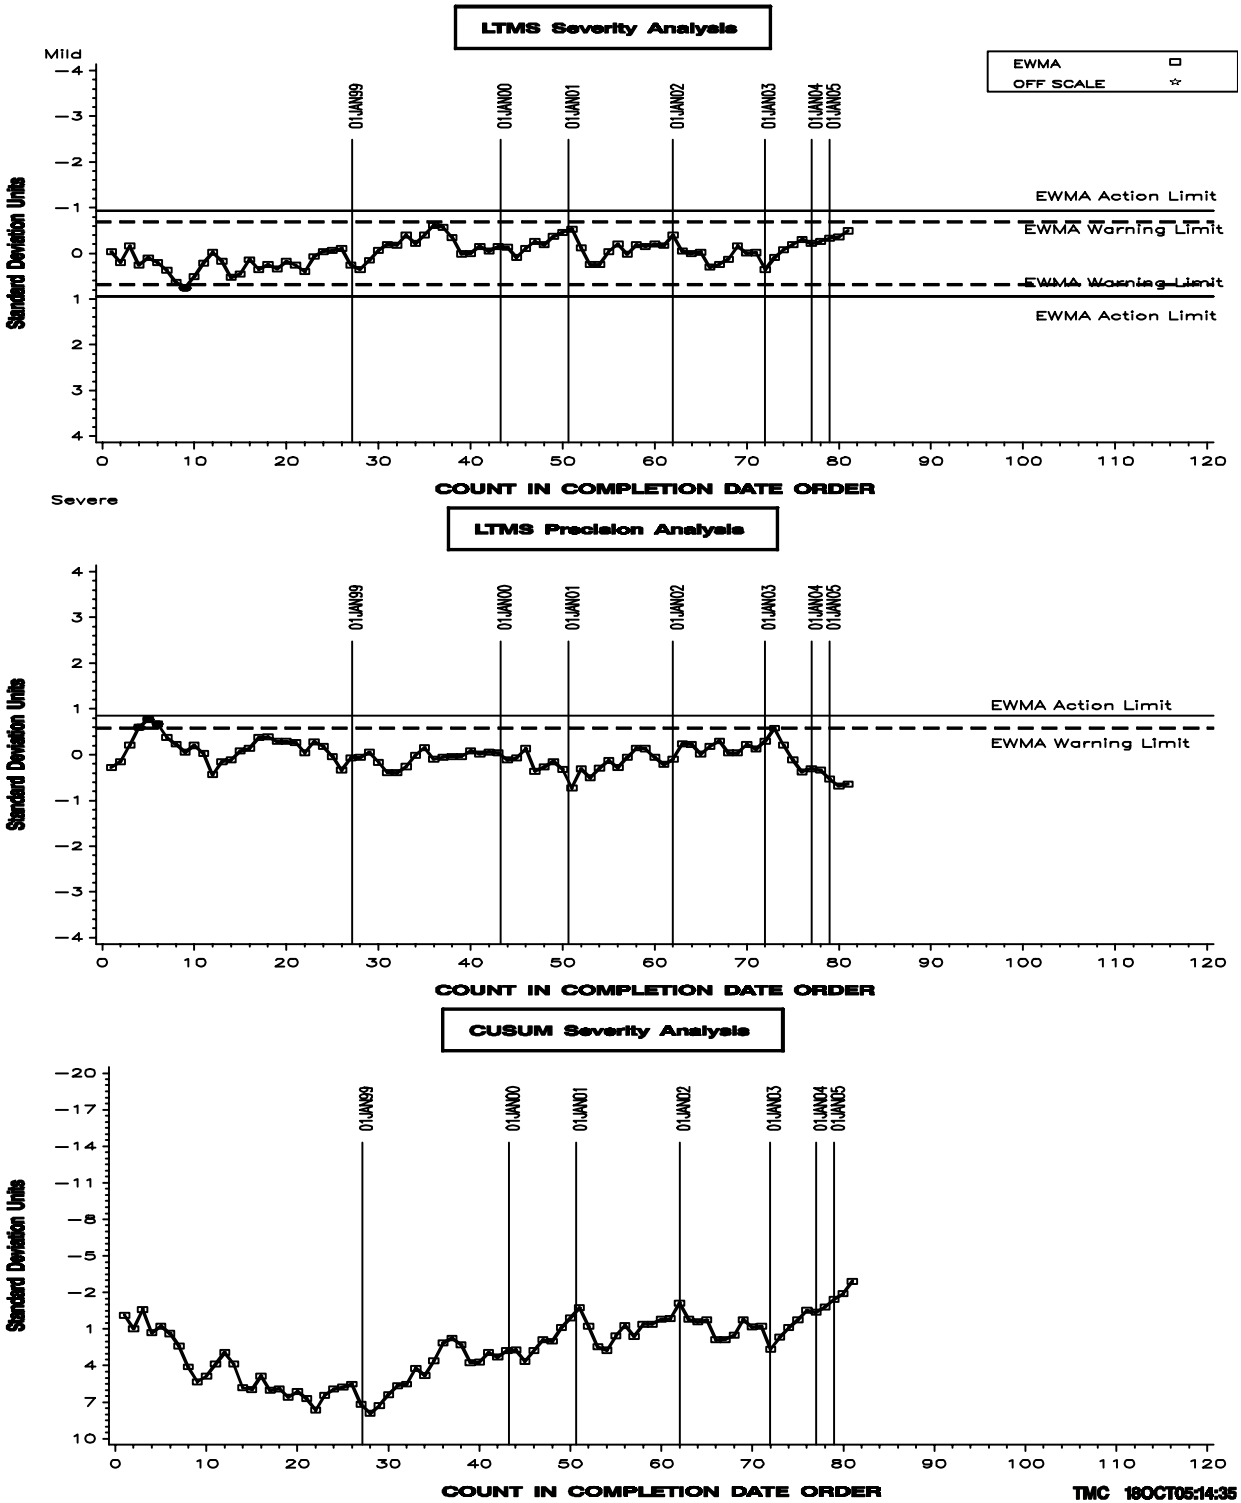 LTMS Severity Analysis
Mild
EWMA
OFF SCALE
-4
-3
-2
-1
0
1
2
3
4
Standard Deviation Units
01JAN99
01JAN00
01JAN01
01JAN02
01JAN03
01JAN04
01JAN05
EWMA Action Limit
EWMA Warning Limit
EWMA Warning Limit
EWMA Action Limit
0 10 20 30 40 50 60 70 80 90 100 110 120
COUNT IN COMPLETION DATE ORDER
Severe
LTMS Precision Analysis
4
3
2
1
0
-1
-2
-3
-4
Standard Deviation Units
01JAN99
01JAN00
01JAN01
01JAN02
01JAN03
01JAN04
01JAN05
EWMA Action Limit
EWMA Warning Limit
0 10 20 30 40 50 60 70 80 90 100 110 120
COUNT IN COMPLETION DATE ORDER
CUSUM Severity Analysis
-20
-17
-14
-11
-8
-5
-2
1
4
7
10
Standard Deviation Units
01JAN99
01JAN00
01JAN01
01JAN02
01JAN03
01JAN04
01JAN05
0 10 20 30 40 50 60 70 80 90 100 110 120
COUNT IN COMPLETION DATE ORDER
TMC 18OCT05:14:35